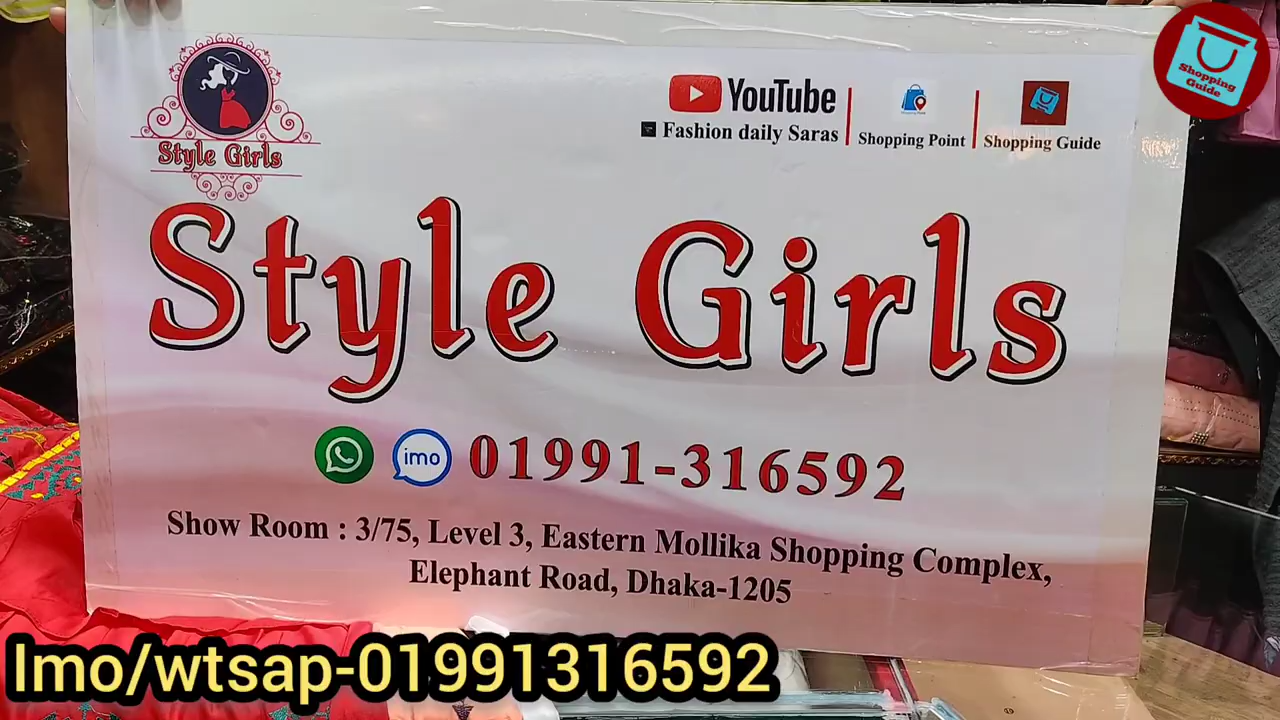 Style Girls
YouTube
Fashion daily Saras
Shopping Point
Shopping Guide
Shopping
Guide
Style Girls
imo
01991-316592
Show Room : 3/75, Level 3, Eastern Mollika Shopping Complex,
Elephant Road, Dhaka-1205
Imo/wtsap-01991316592